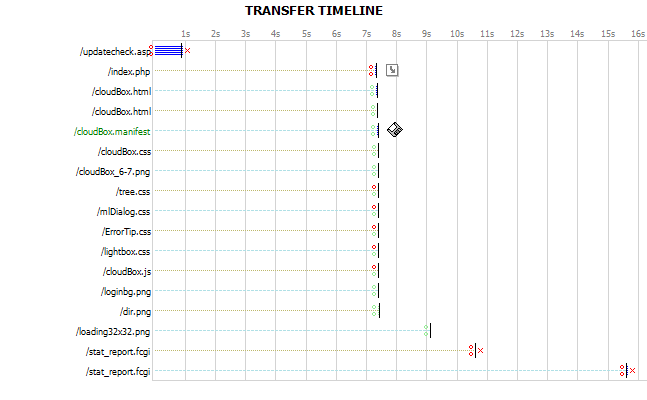 TRANSFER TIMELINE
1s 2s 3s 4s 5s 6s 7s 8s 9s 10s 11s 12s 13s 14s 15s 16s
/updatecheck.asp
/index.php
/cloudBox.html
/cloudBox.html
/cloudBox.manifest
/cloudBox.css
/cloudBox_6-7.png
/tree.css
/mlDialog.css
/ErrorTip.css
/lightbox.css
/cloudBox.js
/loginbg.png
/dir.png
/loading32x32.png
/stat_report.fcgi
/stat_report.fcgi